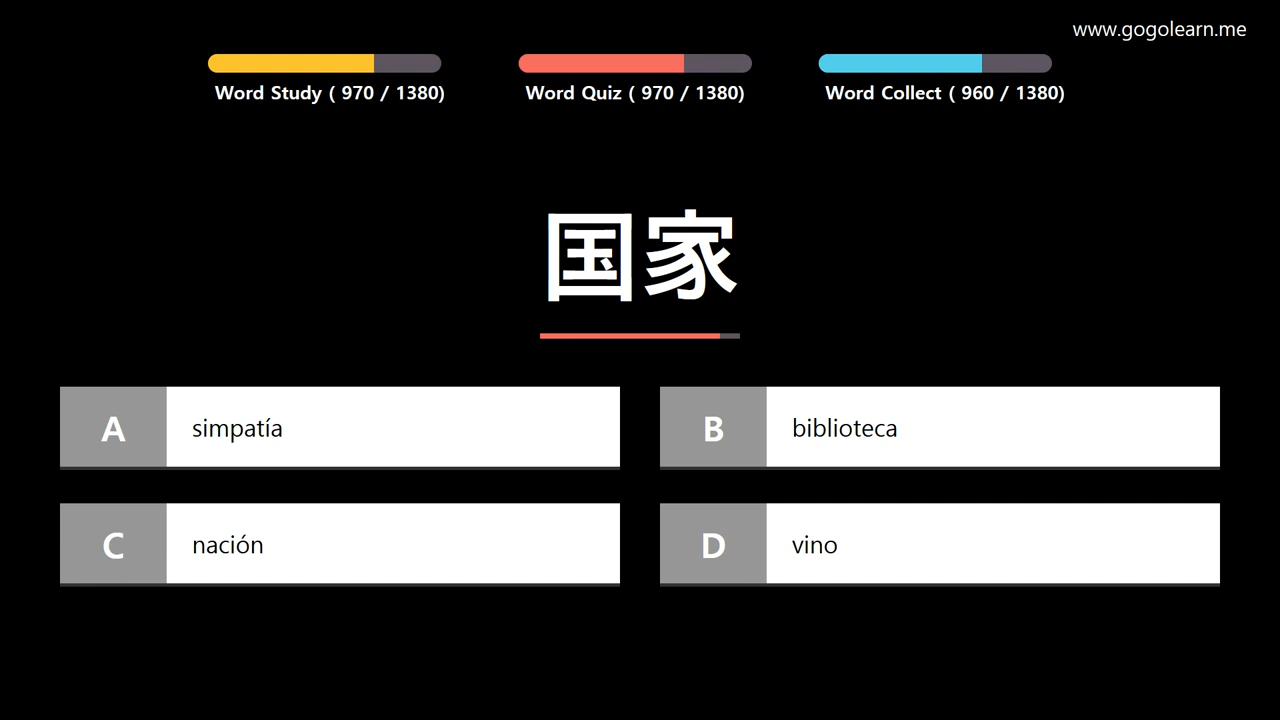 www.gogolearn.me
Word Study ( 970 / 1380)
Word Quiz ( 970 / 1380)
Word Collect ( 960 / 1380)
国家
A simpatía
B biblioteca
C nación
D vino